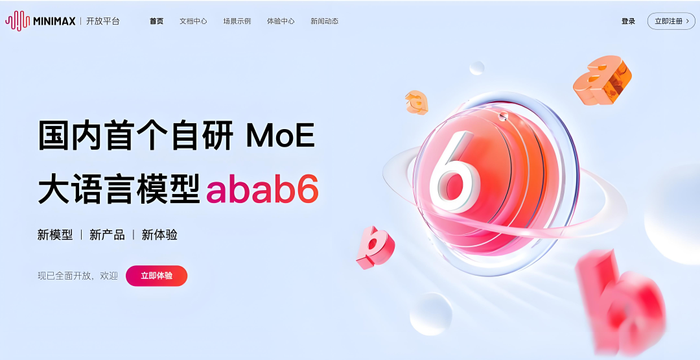 MINIMAX | 开放平台
首页 文档中心 场景示例 体验中心 新闻动态
登录 立即注册 >
国内首个自研 MoE
大语言模型 abab6
新模型 | 新产品 | 新体验
现已全面开放，欢迎 立即体验
a
a
6
b
b